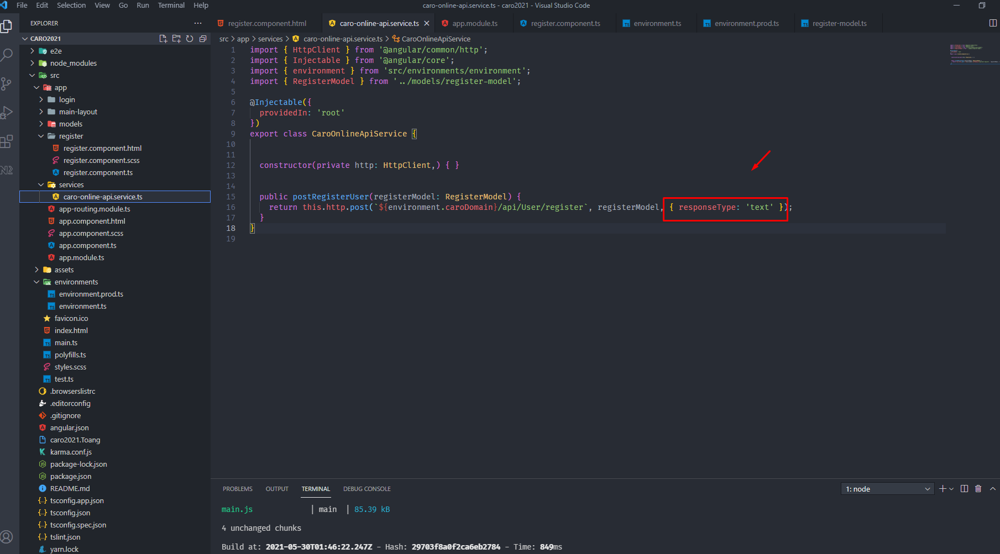 File Edit Selection View Go Run Terminal Help
caro-online-api.service.ts - caro2021 - Visual Studio Code
EXPLORER
CARO2021
e2e
node_modules
src
app
login
main-layout
models
register
register.component.html
register.component.scss
register.component.ts
services
caro-online-api.service.ts
app-routing.module.ts
app.component.html
app.component.scss
app.component.ts
app.module.ts
assets
environments
environment.prod.ts
environment.ts
favicon.ico
index.html
main.ts
polyfills.ts
styles.scss
test.ts
.browserslistrc
.editorconfig
.gitignore
angular.json
caro2021.Toang
karma.conf.js
package-lock.json
package.json
README.md
tsconfig.app.json
tsconfig.json
tsconfig.spec.json
tslint.json
yarn.lock
register.component.html caro-online-api.service.ts app.module.ts register.component.ts environment.ts environment.prod.ts register-model.ts
src > app > services > caro-online-api.service.ts > CaroOnlineApiService
1 import { HttpClient } from '@angular/common/http';
2 import { Injectable } from '@angular/core';
3 import { environment } from 'src/environments/environment';
4 import { RegisterModel } from '../models/register-model';
5
6 @Injectable({
7 providedIn: 'root'
8 })
9 export class CaroOnlineApiService {
10
11
12 constructor(private http: HttpClient,) { }
13
14
15 public postRegisterUser(registerModel: RegisterModel) {
16 return this.http.post(`${environment.caroDomain}/api/User/register`, registerModel, { responseType: 'text' });
17 }
18 }
19
PROBLEMS OUTPUT TERMINAL DEBUG CONSOLE
1: node
main.js | main | 85.39 kB
4 unchanged chunks
Build at: 2021-05-30T01:46:22.247Z - Hash: 29703f8a0f2ca6eb2784 - Time: 849ms